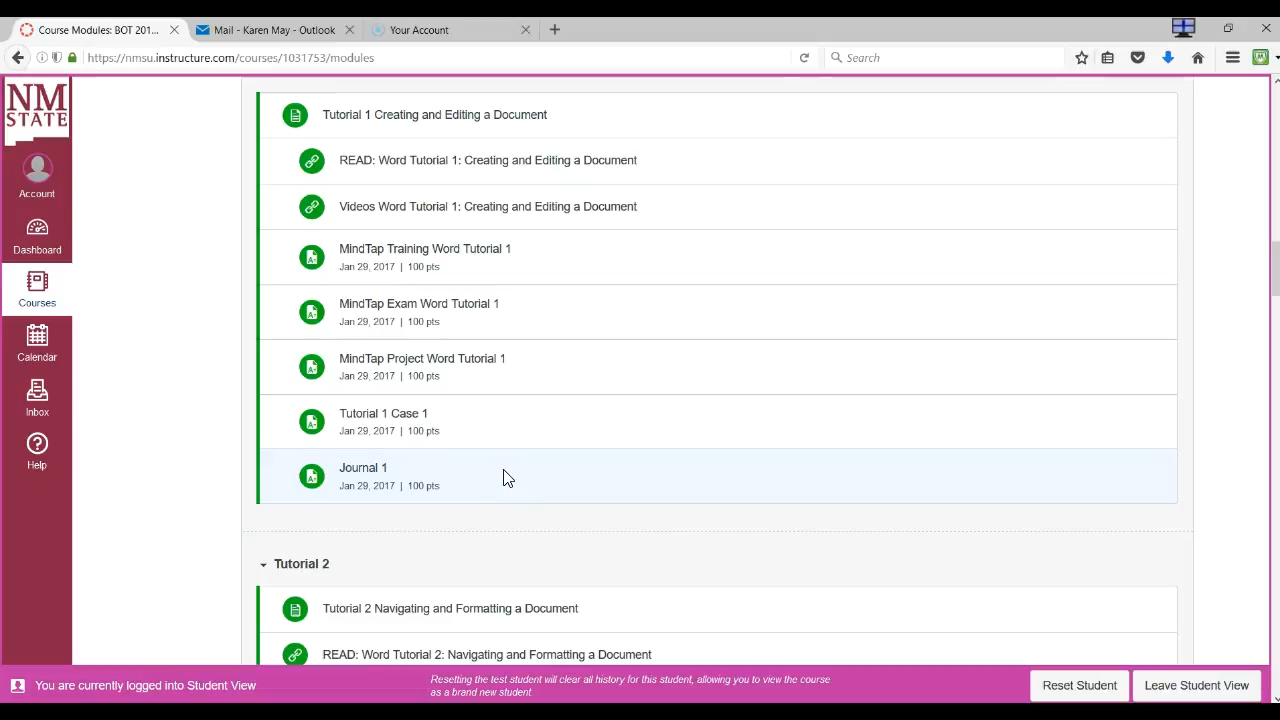 Course Modules: BOT 201...
Mail - Karen May - Outlook
Your Account
https://nmsu.instructure.com/courses/1031753/modules
Search
NM
STATE
Account
Dashboard
Courses
Calendar
Inbox
Help
Tutorial 1 Creating and Editing a Document
READ: Word Tutorial 1: Creating and Editing a Document
Videos Word Tutorial 1: Creating and Editing a Document
MindTap Training Word Tutorial 1
Jan 29, 2017 | 100 pts
MindTap Exam Word Tutorial 1
Jan 29, 2017 | 100 pts
MindTap Project Word Tutorial 1
Jan 29, 2017 | 100 pts
Tutorial 1 Case 1
Jan 29, 2017 | 100 pts
Journal 1
Jan 29, 2017 | 100 pts
Tutorial 2
Tutorial 2 Navigating and Formatting a Document
READ: Word Tutorial 2: Navigating and Formatting a Document
You are currently logged into Student View
Resetting the test student will clear all history for this student, allowing you to view the course
as a brand new student
Reset Student
Leave Student View